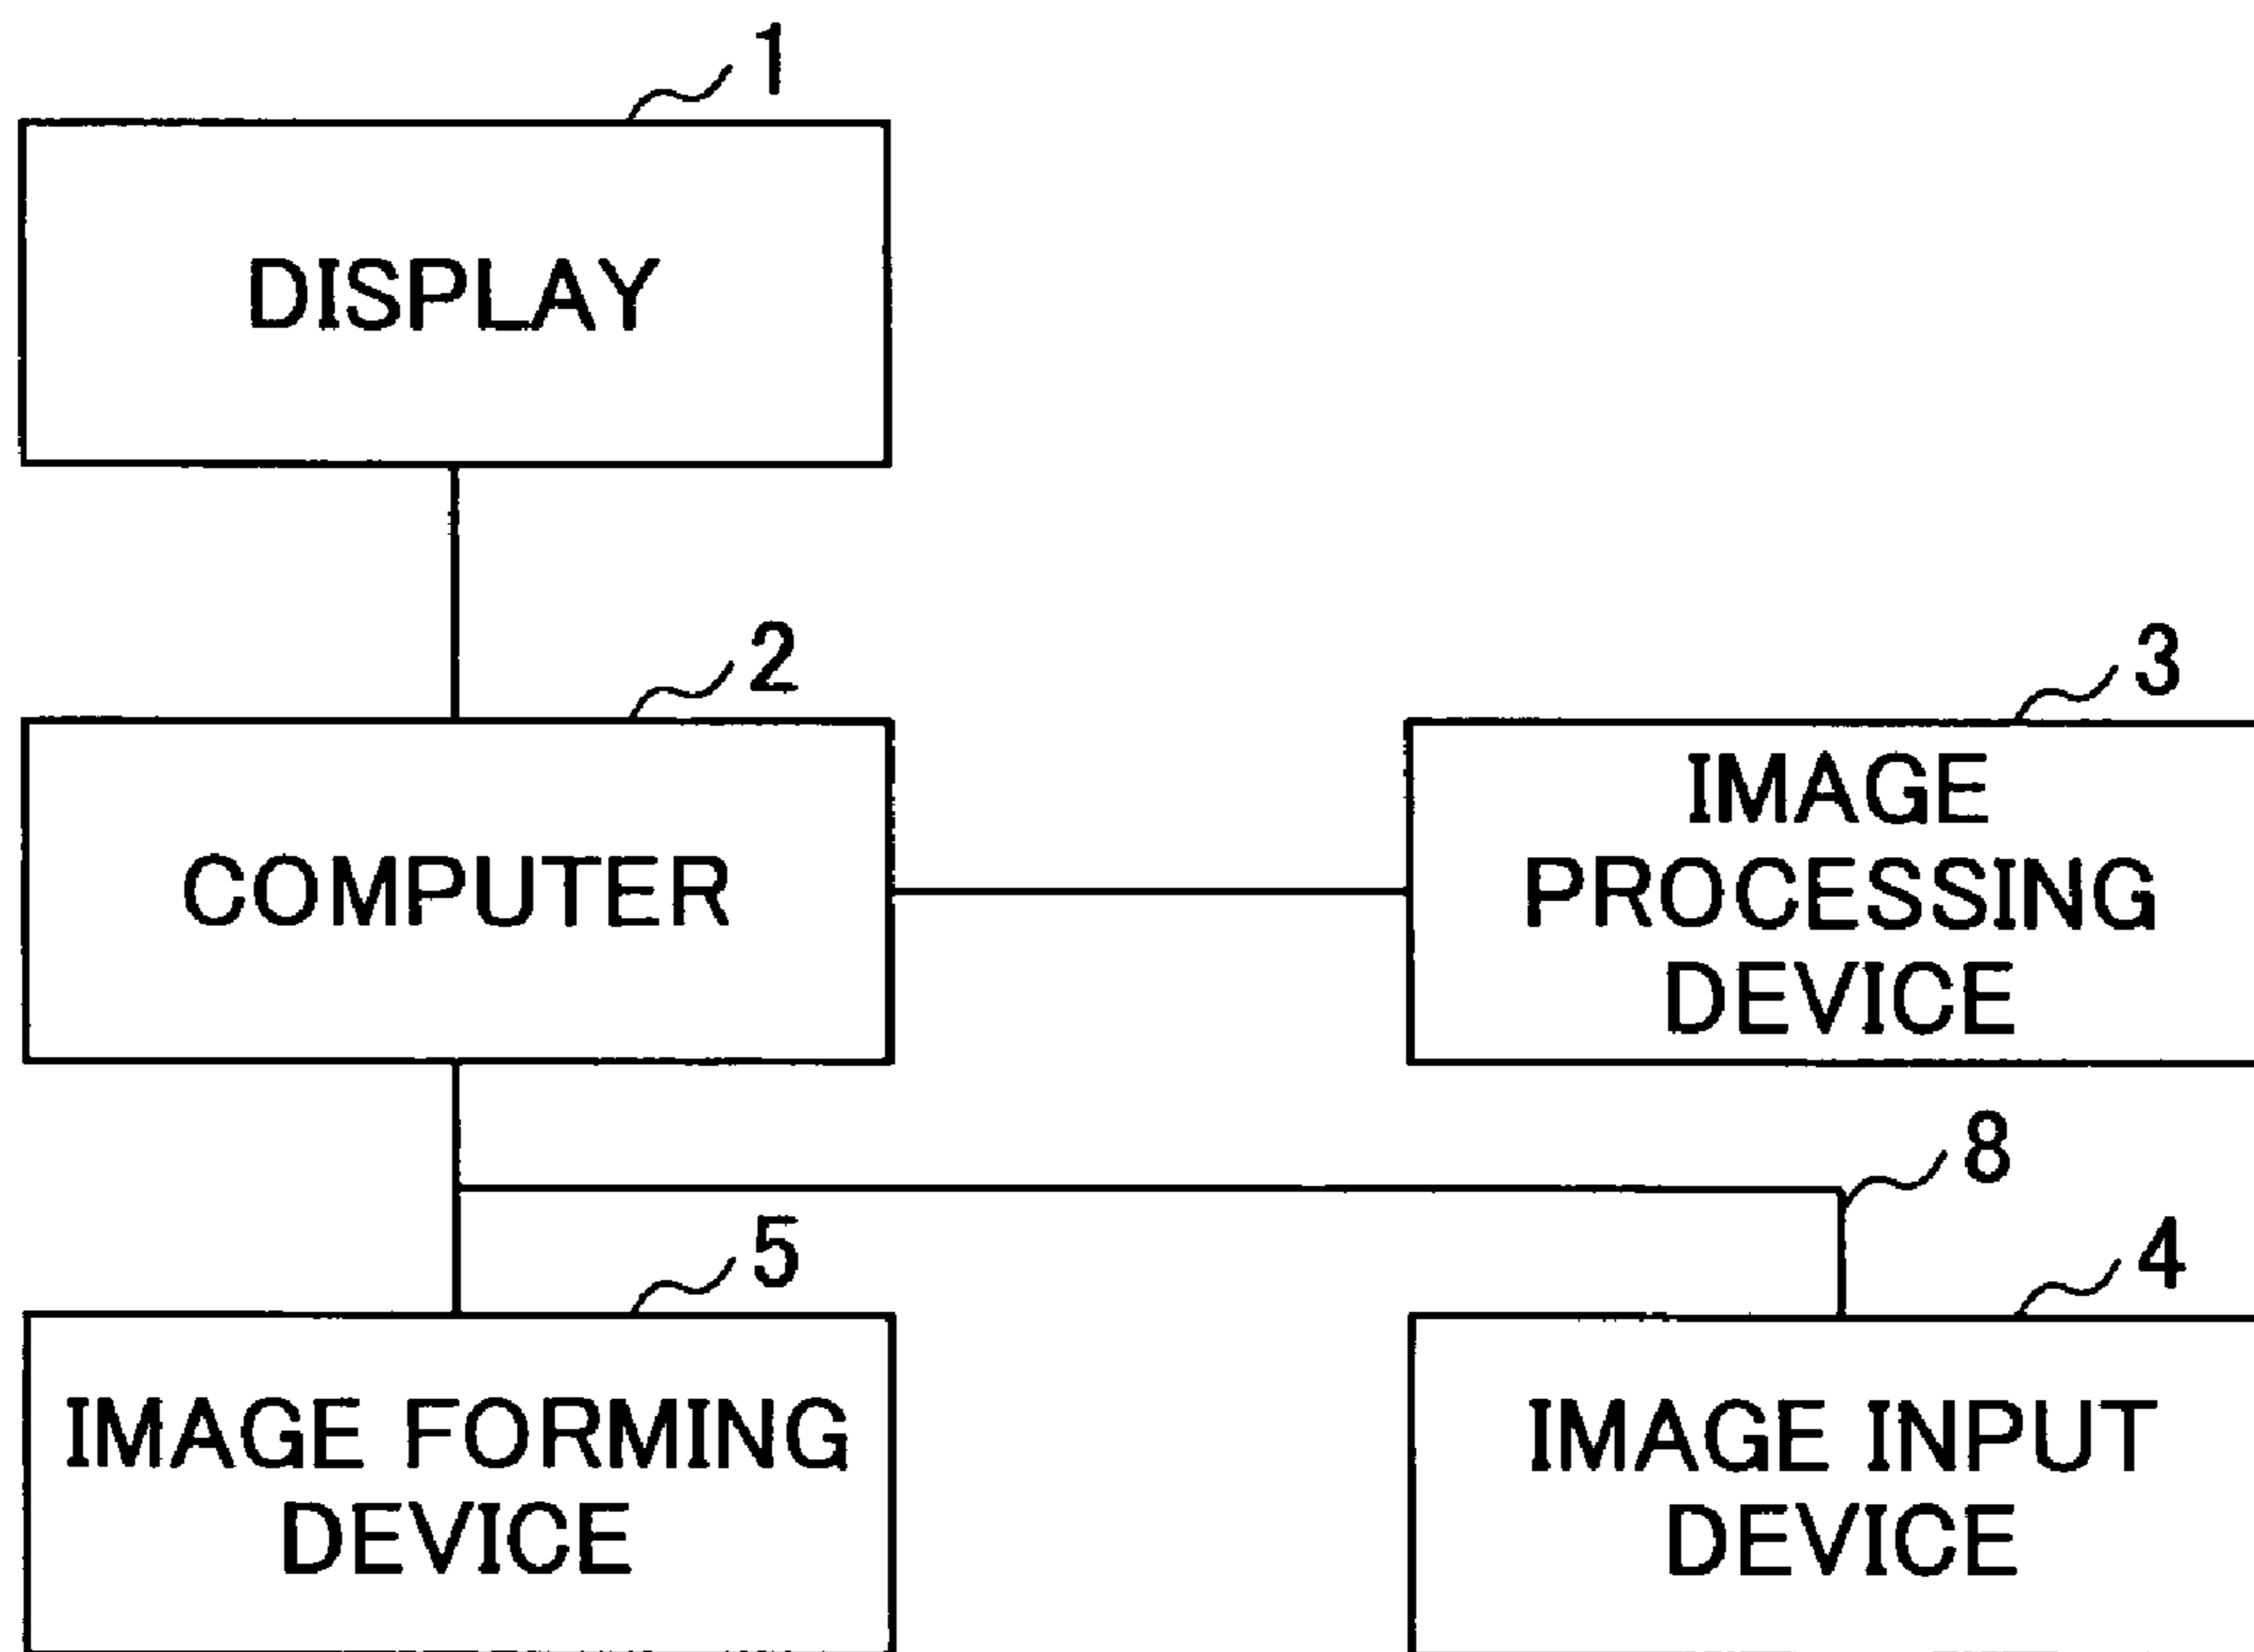 1
DISPLAY
2
COMPUTER
3
IMAGE
PROCESSING
DEVICE
8
5
IMAGE FORMING
DEVICE
4
IMAGE INPUT
DEVICE